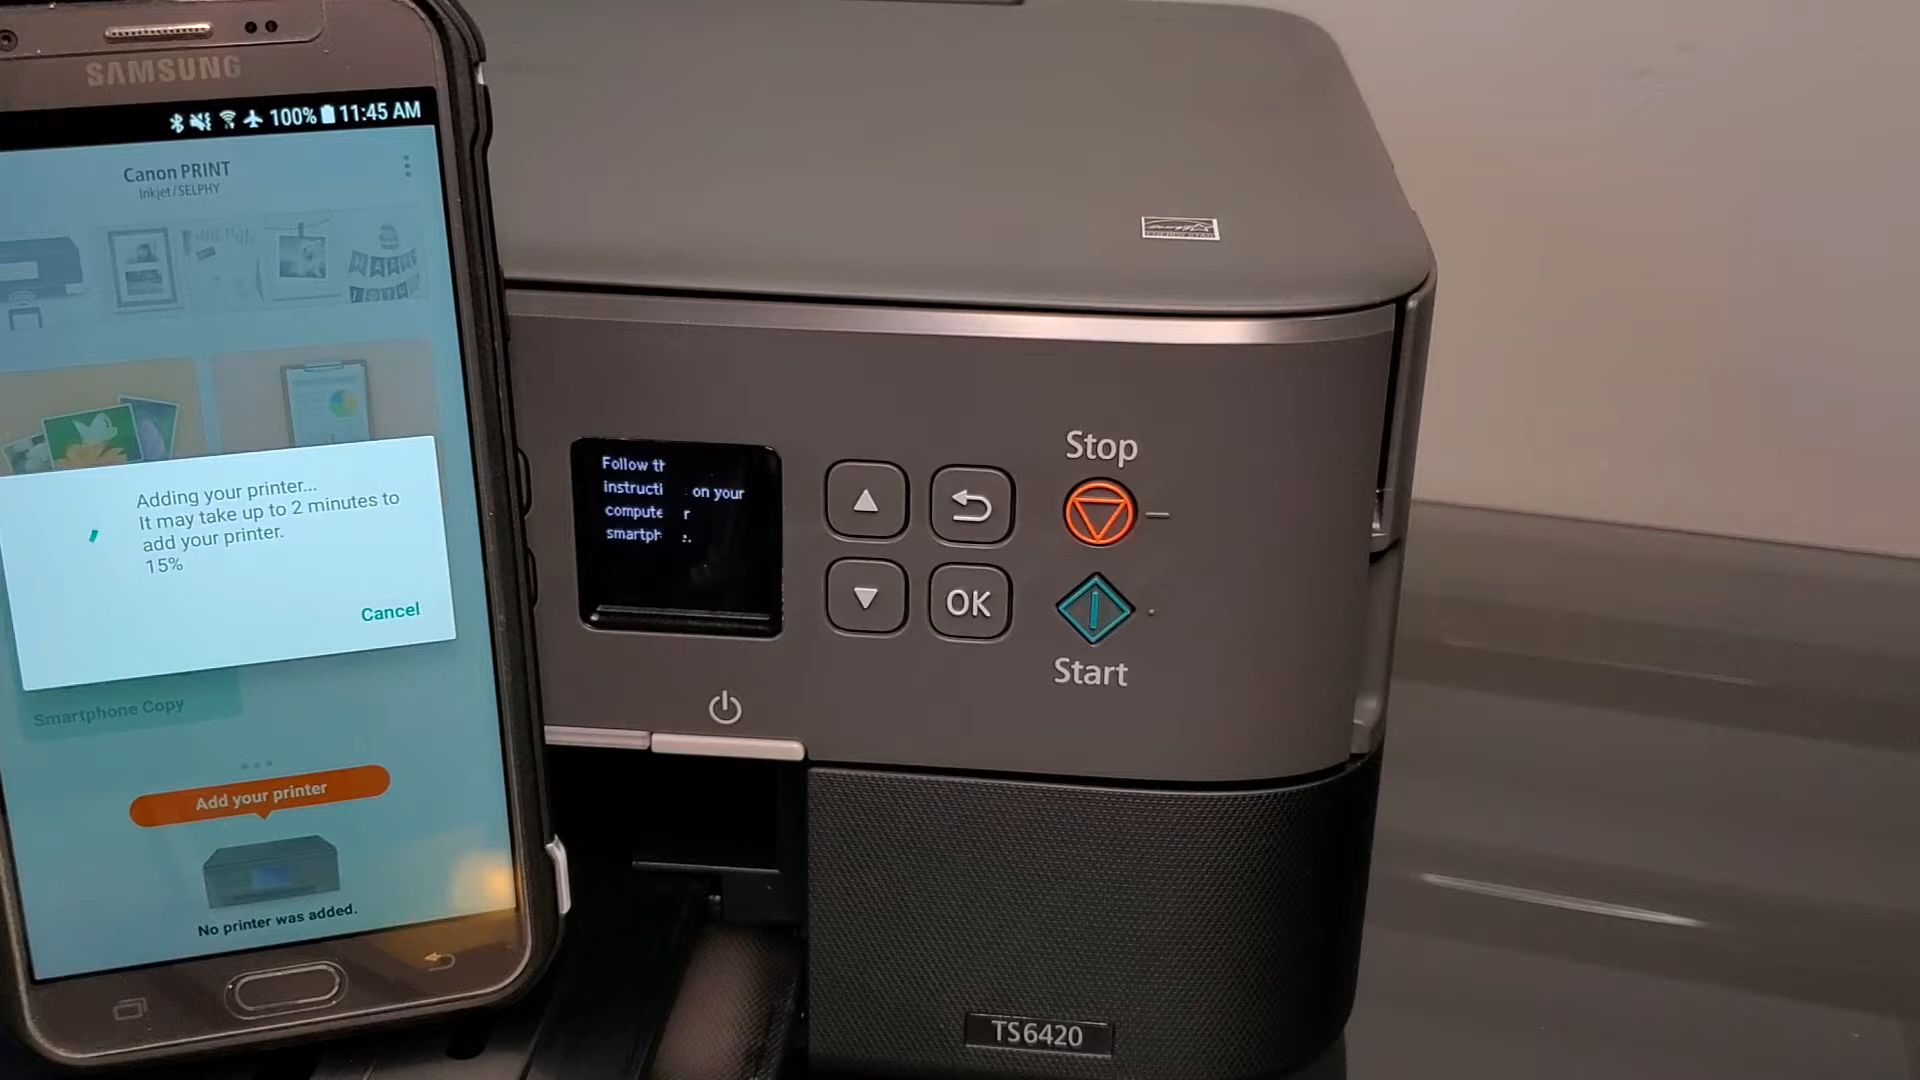 SAMSUNG
100% 11:45 AM
Canon PRINT
Inkjet/SELPHY
Adding your printer...
It may take up to 2 minutes to
add your printer.
15%
Cancel
Smartphone Copy
Add your printer
No printer was added.
Follow th
instructi on your
compute r
smartph .
Stop
OK
Start
TS6420